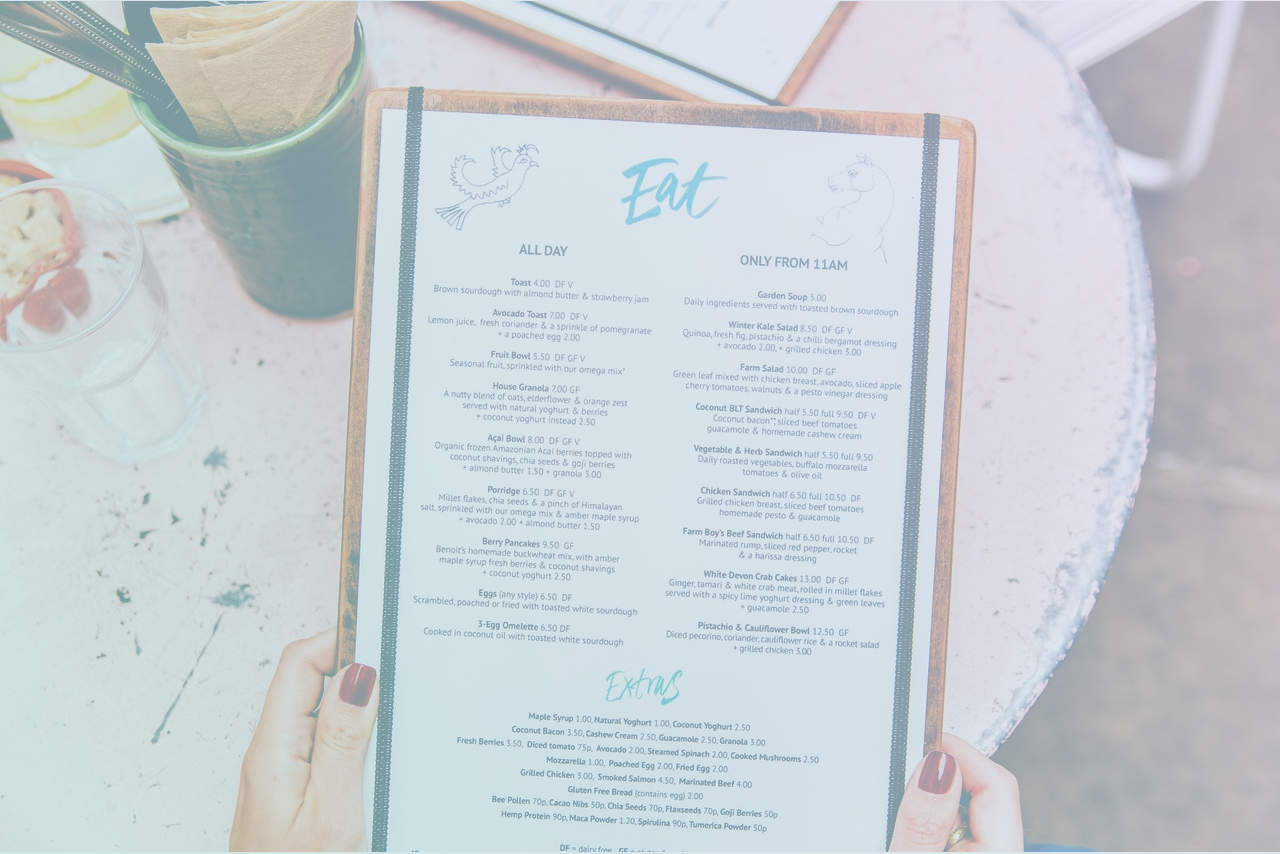 Eat
ALL DAY
Toast 4.00 DF V
Brown sourdough with almond butter & strawberry jam
Avocado Toast 7.00 DF V
Lemon juice, fresh coriander & a sprinkle of pomegranate
+ a poached egg 2.00
Fruit Bowl 5.50 DF GF V
Seasonal fruit, sprinkled with our omega mix*
House Granola 7.00 GF
A nutty blend of oats, elderflower & orange zest
served with natural yoghurt & berries
+ coconut yoghurt instead 2.50
Açai Bowl 8.00 DF GF V
Organic frozen Amazonian Acai berries topped with
coconut shavings, chia seeds & goji berries
+ almond butter 1.50 + granola 3.00
Porridge 6.50 DF GF V
Millet flakes, chia seeds & a pinch of Himalayan
salt, sprinkled with our omega mix & amber maple syrup
+ avocado 2.00 + almond butter 1.50
Berry Pancakes 9.50 GF
Benoit's homemade buckwheat mix, with amber
maple syrup fresh berries & coconut shavings
+ coconut yoghurt 2.50
Eggs (any style) 6.50 DF
Scrambled, poached or fried with toasted white sourdough
3-Egg Omelette 6.50 DF
Cooked in coconut oil with toasted white sourdough
ONLY FROM 11AM
Garden Soup 5.00
Daily ingredients served with toasted brown sourdough
Winter Kale Salad 8.50 DF GF V
Quinoa, fresh fig, pistachio & a chilli bergamot dressing
+ avocado 2.00, + grilled chicken 3.00
Farm Salad 10.00 DF GF
Green leaf mixed with chicken breast, avocado, sliced apple
cherry tomatoes, walnuts & a pesto vinegar dressing
Coconut BLT Sandwich half 5.50 full 9.50 DF V
Coconut bacon**, sliced beef tomatoes
guacamole & homemade cashew cream
Vegetable & Herb Sandwich half 5.50 full 9.50
Daily roasted vegetables, buffalo mozzarella
tomatoes & olive oil
Chicken Sandwich half 6.50 full 10.50 DF
Grilled chicken breast, sliced beef tomatoes
homemade pesto & guacamole
Farm Boy's Beef Sandwich half 6.50 full 10.50 DF
Marinated rump, sliced red pepper, rocket
& a harissa dressing
White Devon Crab Cakes 13.00 DF GF
Ginger, tamari & white crab meat, rolled in millet flakes
served with a spicy lime yoghurt dressing & green leaves
+ guacamole 2.50
Pistachio & Cauliflower Bowl 12.50 GF
Diced pecorino, coriander, cauliflower rice & a rocket salad
+ grilled chicken 3.00
Extras
Maple Syrup 1.00, Natural Yoghurt 1.00, Coconut Yoghurt 2.50
Coconut Bacon 3.50, Cashew Cream 2.50, Guacamole 2.50, Granola 3.00
Fresh Berries 3.50, Diced tomato 75p, Avocado 2.00, Steamed Spinach 2.00, Cooked Mushrooms 2.50
Mozzarella 1.00, Poached Egg 2.00, Fried Egg 2.00
Grilled Chicken 3.00, Smoked Salmon 4.50, Marinated Beef 4.00
Gluten Free Bread (contains egg) 2.00
Bee Pollen 70p, Cacao Nibs 50p, Chia Seeds 70p, Flaxseeds 70p, Goji Berries 50p
Hemp Protein 90p, Maca Powder 1.20, Spirulina 90p, Tumerica Powder 50p
DF = dairy free GF =